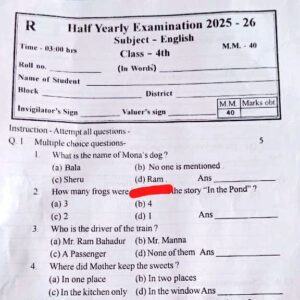 R
Half Yearly Examination 2025 - 26
Subject - English
Time - 03:00 hrs
Class - 4th
M.M. - 40
Roll no.
(In Words)
Name of Student
Block
District
Invigilator's Sign
Valuer's sign
M.M. Marks obt.
40
Instruction - Attempt all questions -
Q. 1 Multiple choice questions- 5
1. What is the name of Mona's dog?
(a) Bala (b) No one is mentioned
(c) Sheru (d) Ram Ans
2. How many frogs were the story "In the Pond" ?
(a) 3 (b) 4
(c) 2 (d) 1 Ans
3. Who is the driver of the train ?
(a) Mr. Ram Bahadur (b) Mr. Manna
(c) A Passenger (d) None of them Ans
4. Where did Mother keep the sweets ?
(a) In one place (b) In two places
(c) In the kitchen only (d) In the window Ans